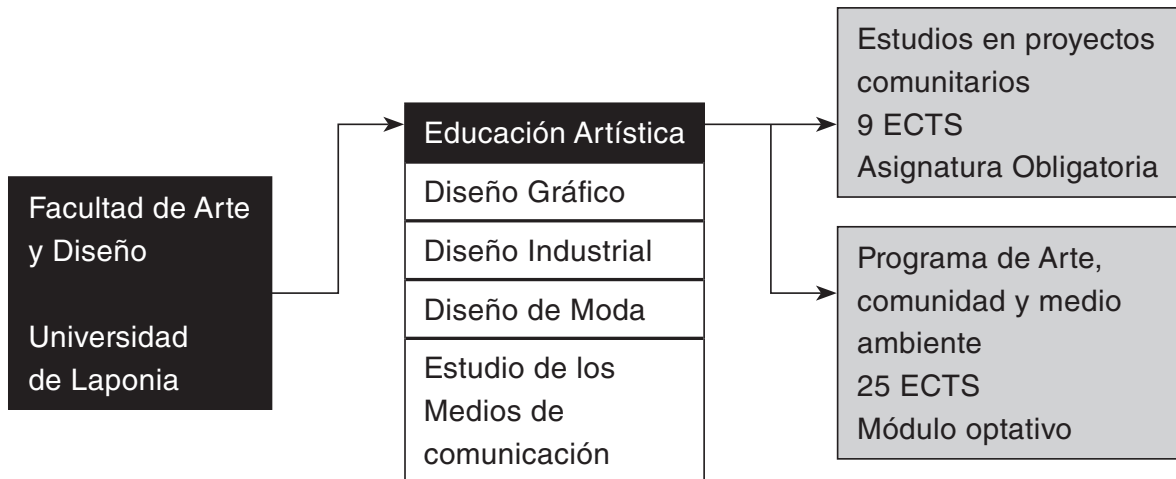 Facultad de Arte
y Diseño
Universidad
de Laponia
Educación Artística
Diseño Gráfico
Diseño Industrial
Diseño de Moda
Estudio de los
Medios de
comunicación
Estudios en proyectos
comunitarios
9 ECTS
Asignatura Obligatoria
Programa de Arte,
comunidad y medio
ambiente
25 ECTS
Módulo optativo